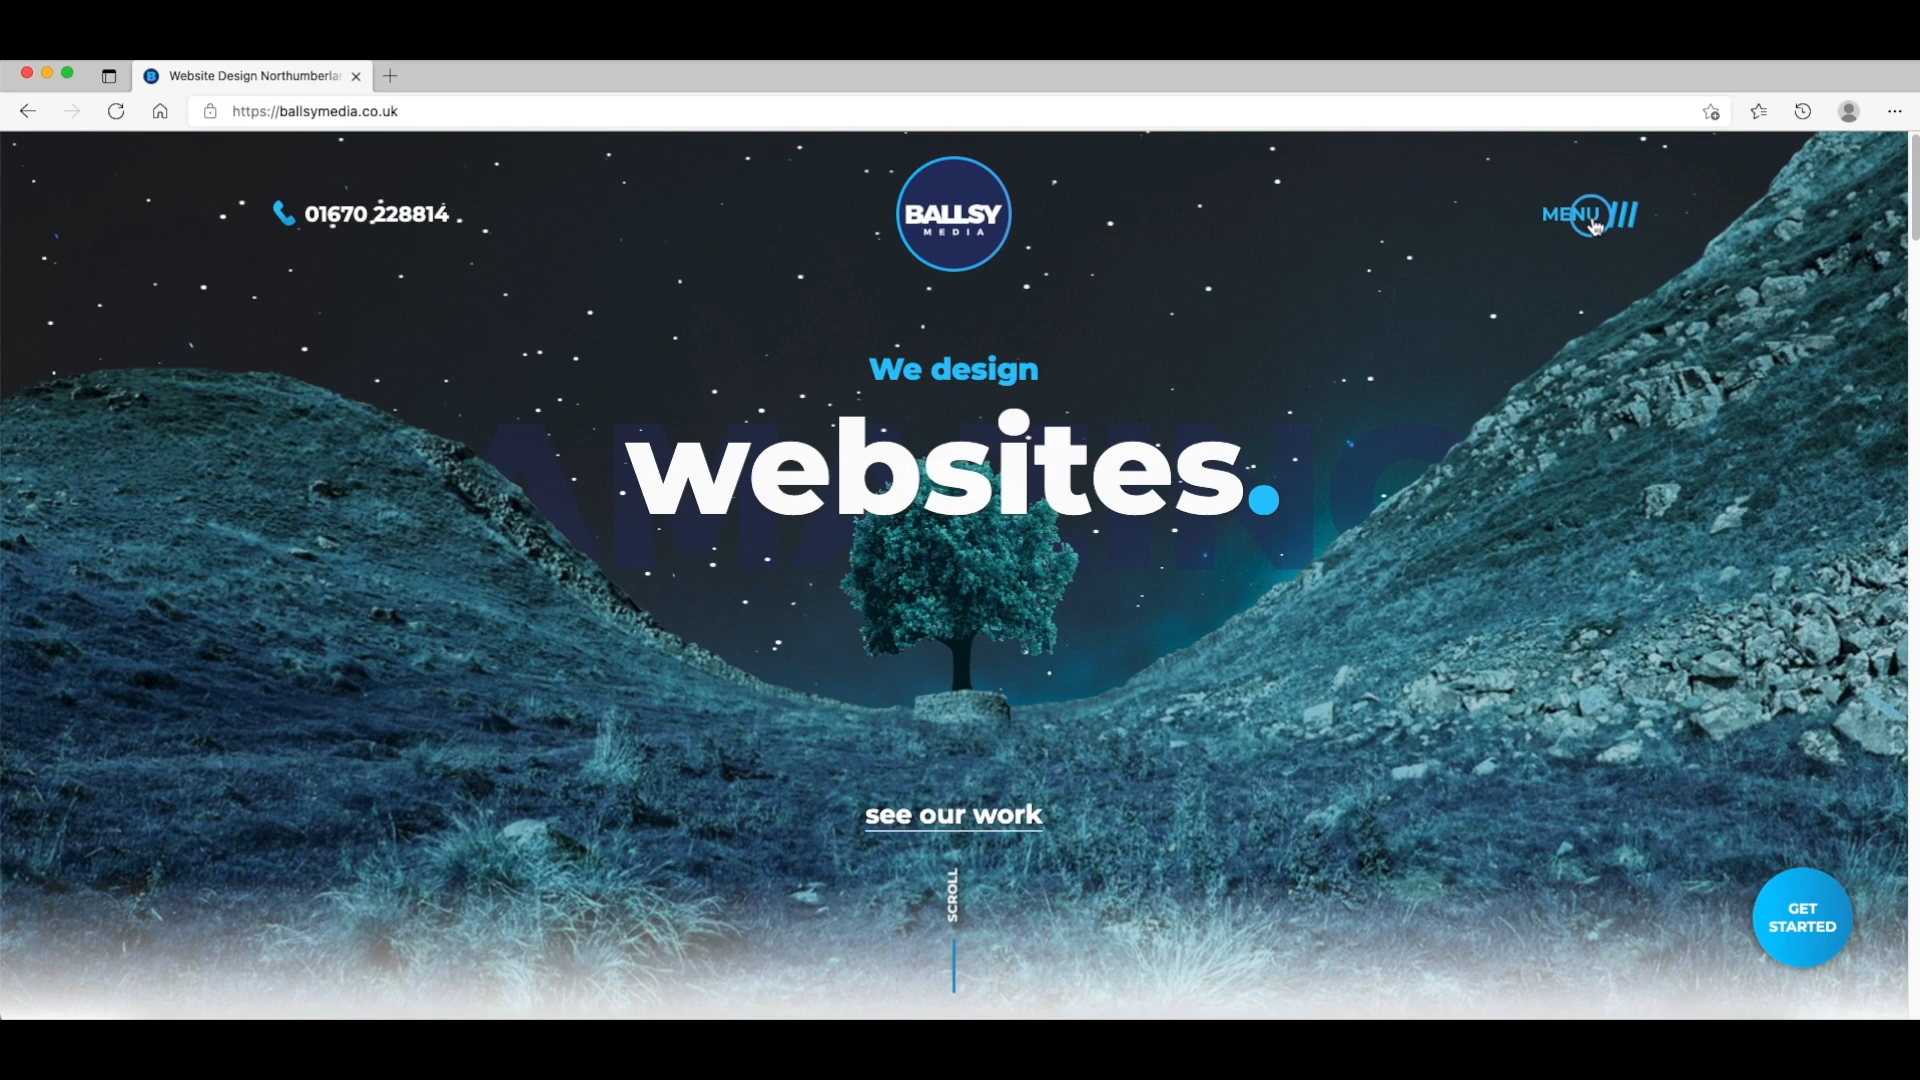 Website Design Northumberla
https://ballsymedia.co.uk
01670 228814
BALLSY
MEDIA
MENU
We design
AMAZING
websites.
see our work
SCROLL
GET
STARTED